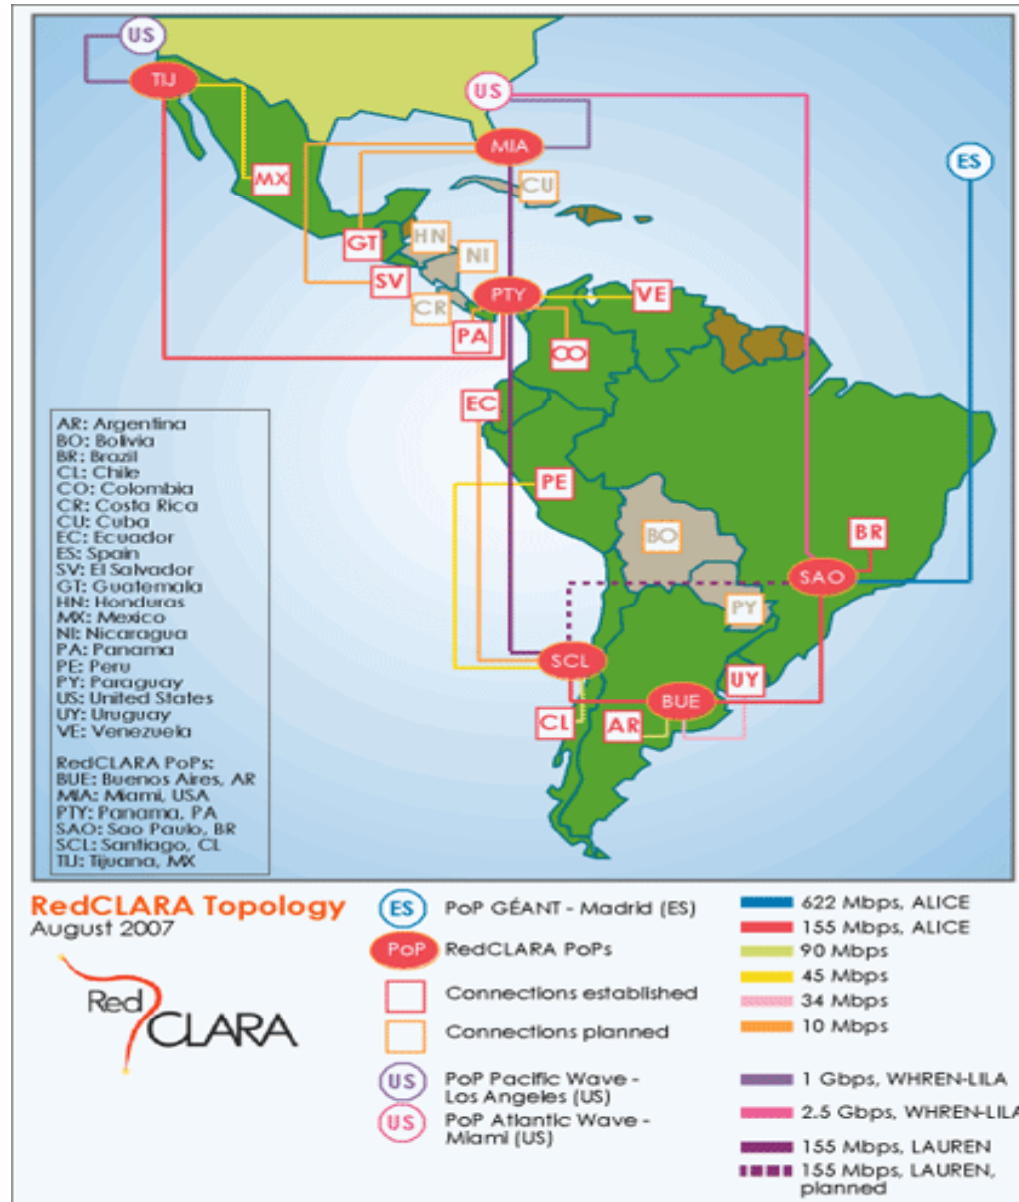 US
TIJ
US
MIA
ES
MX
CU
GT
HN
NI
SV
CR
PTY
VE
PA
CO
EC
PE
BO
BR
SAO
PY
SCL
UY
BUE
CL
AR
AR: Argentina
BO: Bolivia
BR: Brazil
CL: Chile
CO: Colombia
CR: Costa Rica
CU: Cuba
EC: Ecuador
ES: Spain
SV: El Salvador
GT: Guatemala
HN: Honduras
MX: Mexico
NI: Nicaragua
PA: Panama
PE: Peru
PY: Paraguay
US: United States
UY: Uruguay
VE: Venezuela
RedCLARA PoPs:
BUE: Buenos Aires, AR
MIA: Miami, USA
PTY: Panama, PA
SAO: Sao Paulo, BR
SCL: Santiago, CL
TIJ: Tijuana, MX
RedCLARA Topology
August 2007
Red
CLARA
ES PoP GÉANT - Madrid (ES)
PoP RedCLARA PoPs
Connections established
Connections planned
US PoP Pacific Wave -
Los Angeles (US)
US PoP Atlantic Wave -
Miami (US)
622 Mbps, ALICE
155 Mbps, ALICE
90 Mbps
45 Mbps
34 Mbps
10 Mbps
1 Gbps, WHREN-LILA
2.5 Gbps, WHREN-LILA
155 Mbps, LAUREN
155 Mbps, LAUREN,
planned